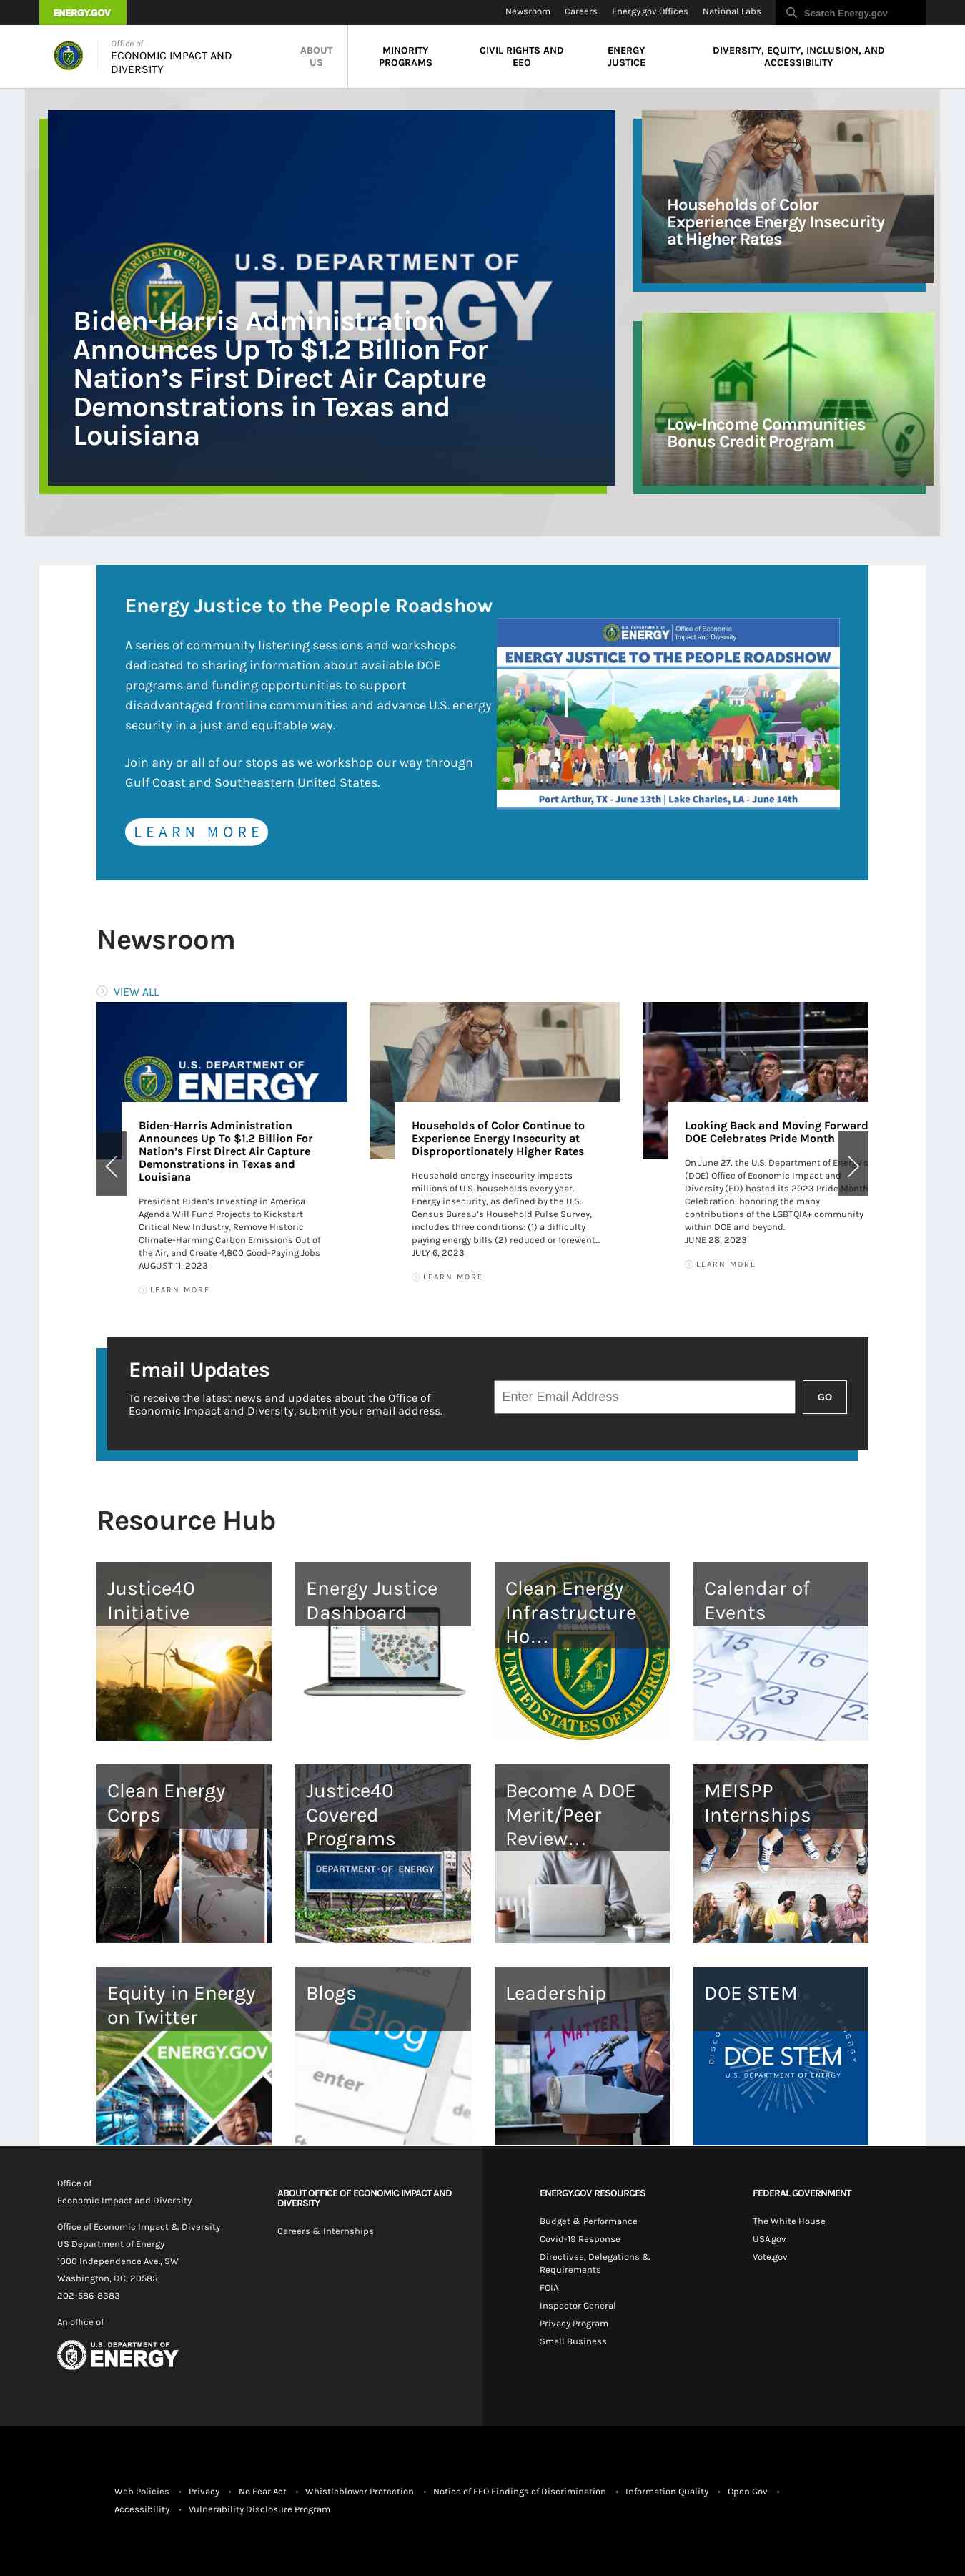 ENERGY.GOV
Newsroom Careers Energy.gov Offices National Labs Search Energy.gov
Office of
ECONOMIC IMPACT AND
DIVERSITY
ABOUT
US
MINORITY
PROGRAMS
CIVIL RIGHTS AND
EEO
ENERGY
JUSTICE
DIVERSITY, EQUITY, INCLUSION, AND
ACCESSIBILITY
U.S. DEPARTMENT OF
ENERGY
Biden-Harris Administration
Announces Up To $1.2 Billion For
Nation’s First Direct Air Capture
Demonstrations in Texas and
Louisiana
Households of Color
Experience Energy Insecurity
at Higher Rates
Low-Income Communities
Bonus Credit Program
Energy Justice to the People Roadshow
A series of community listening sessions and workshops
dedicated to sharing information about available DOE
programs and funding opportunities to support
disadvantaged frontline communities and advance U.S. energy
security in a just and equitable way.
Join any or all of our stops as we workshop our way through
Gulf Coast and Southeastern United States.
LEARN MORE
U.S. DEPARTMENT OF
ENERGY
Office of Economic
Impact and Diversity
ENERGY JUSTICE TO THE PEOPLE ROADSHOW
Port Arthur, TX - June 13th | Lake Charles, LA - June 14th
Newsroom
VIEW ALL
U.S. DEPARTMENT OF
ENERGY
Biden-Harris Administration
Announces Up To $1.2 Billion For
Nation’s First Direct Air Capture
Demonstrations in Texas and
Louisiana
President Biden’s Investing in America
Agenda Will Fund Projects to Kickstart
Critical New Industry, Remove Historic
Climate-Harming Carbon Emissions Out of
the Air, and Create 4,800 Good-Paying Jobs
AUGUST 11, 2023
LEARN MORE
Households of Color Continue to
Experience Energy Insecurity at
Disproportionately Higher Rates
Household energy insecurity impacts
millions of U.S. households every year.
Energy insecurity, as defined by the U.S.
Census Bureau’s Household Pulse Survey,
includes three conditions: (1) a difficulty
paying energy bills (2) reduced or forewent...
JULY 6, 2023
LEARN MORE
Looking Back and Moving Forward
DOE Celebrates Pride Month
On June 27, the U.S. Department of Energy's
(DOE) Office of Economic Impact and
Diversity (ED) hosted its 2023 Pride Month
Celebration, honoring the many
contributions of the LGBTQIA+ community
within DOE and beyond.
JUNE 28, 2023
LEARN MORE
Email Updates
To receive the latest news and updates about the Office of
Economic Impact and Diversity, submit your email address.
Enter Email Address
GO
Resource Hub
Justice40
Initiative
Energy Justice
Dashboard
Clean Energy
Infrastructure
Ho...
UNITED STATES OF AMERICA
Calendar of
Events
15 16
22 23
30
Clean Energy
Corps
Justice40
Covered
Programs
DEPARTMENT OF ENERGY
Become A DOE
Merit/Peer
Review...
MEISPP
Internships
Equity in Energy
on Twitter
ENERGY.GOV
Blogs
Blog
enter
Leadership
I MATTER!
DOE STEM
DOE STEM
U.S. DEPARTMENT OF ENERGY
Office of
Economic Impact and Diversity
Office of Economic Impact & Diversity
US Department of Energy
1000 Independence Ave., SW
Washington, DC, 20585
202-586-8383
An office of
U.S. DEPARTMENT OF
ENERGY
ABOUT OFFICE OF ECONOMIC IMPACT AND
DIVERSITY
Careers & Internships
ENERGY.GOV RESOURCES
Budget & Performance
Covid-19 Response
Directives, Delegations &
Requirements
FOIA
Inspector General
Privacy Program
Small Business
FEDERAL GOVERNMENT
The White House
USA.gov
Vote.gov
Web Policies • Privacy • No Fear Act • Whistleblower Protection • Notice of EEO Findings of Discrimination • Information Quality • Open Gov •
Accessibility • Vulnerability Disclosure Program